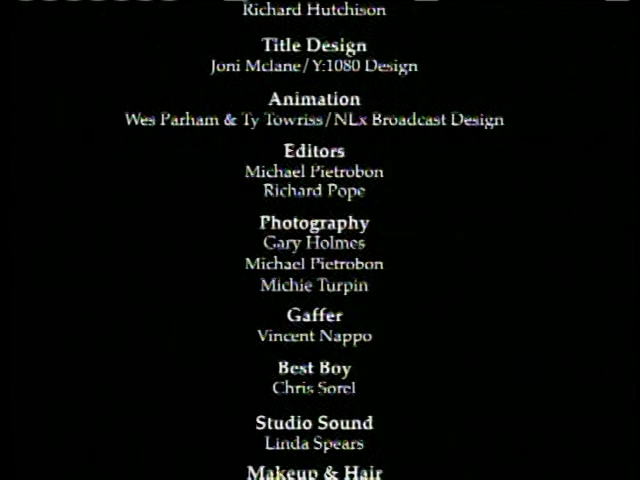 Richard Hutchison
Title Design
Joni Mclane/Y:1080 Design
Animation
Wes Parham & Ty Towriss/NLx Broadcast Design
Editors
Michael Pietrobon
Richard Pope
Photography
Gary Holmes
Michael Pietrobon
Michie Turpin
Gaffer
Vincent Nappo
Best Boy
Chris Sorel
Studio Sound
Linda Spears
Makeup & Hair